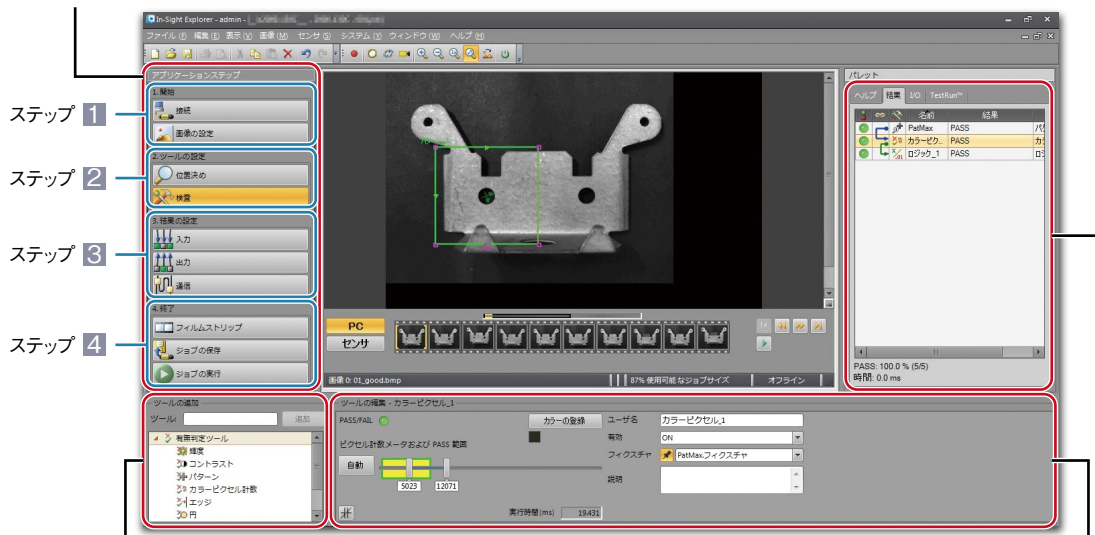 In-Sight Explorer - admin -
ファイル(F) 編集(E) 表示(V) 画像(M) センサ(S) システム(Y) ウィンドウ(W) ヘルプ(H)
アプリケーションステップ
ステップ 1
1. 開始
接続
画像の設定
ステップ 2
2. ツールの設定
位置決め
検査
ステップ 3
3. 結果の設定
入力
出力
通信
ステップ 4
4. 終了
フィルムストリップ
ジョブの保存
ジョブの実行
PC
センサ
画像 0: 01_good.bmp
87% 使用可能なジョブサイズ
オフライン
パレット
ヘルプ 結果 I/O TestRun™
名前 結果
PatMax PASS パタ
カラーピク.. PASS カラ
ロジック_1 PASS ロジ
PASS: 100.0 % (5/5)
時間: 0.0 ms
ツールの追加
ツール: 追加
有無判定ツール
輝度
コントラスト
パターン
カラーピクセル計数
エッジ
円
ツールの編集 - カラーピクセル_1
PASS/FAIL
カラーの登録
ピクセル計数メータおよび PASS 範囲
自動
5023 12071
実行時間(ms) 19.431
ユーザ名 カラーピクセル_1
有効 ON
フィクスチャ PatMax.フィクスチャ
説明